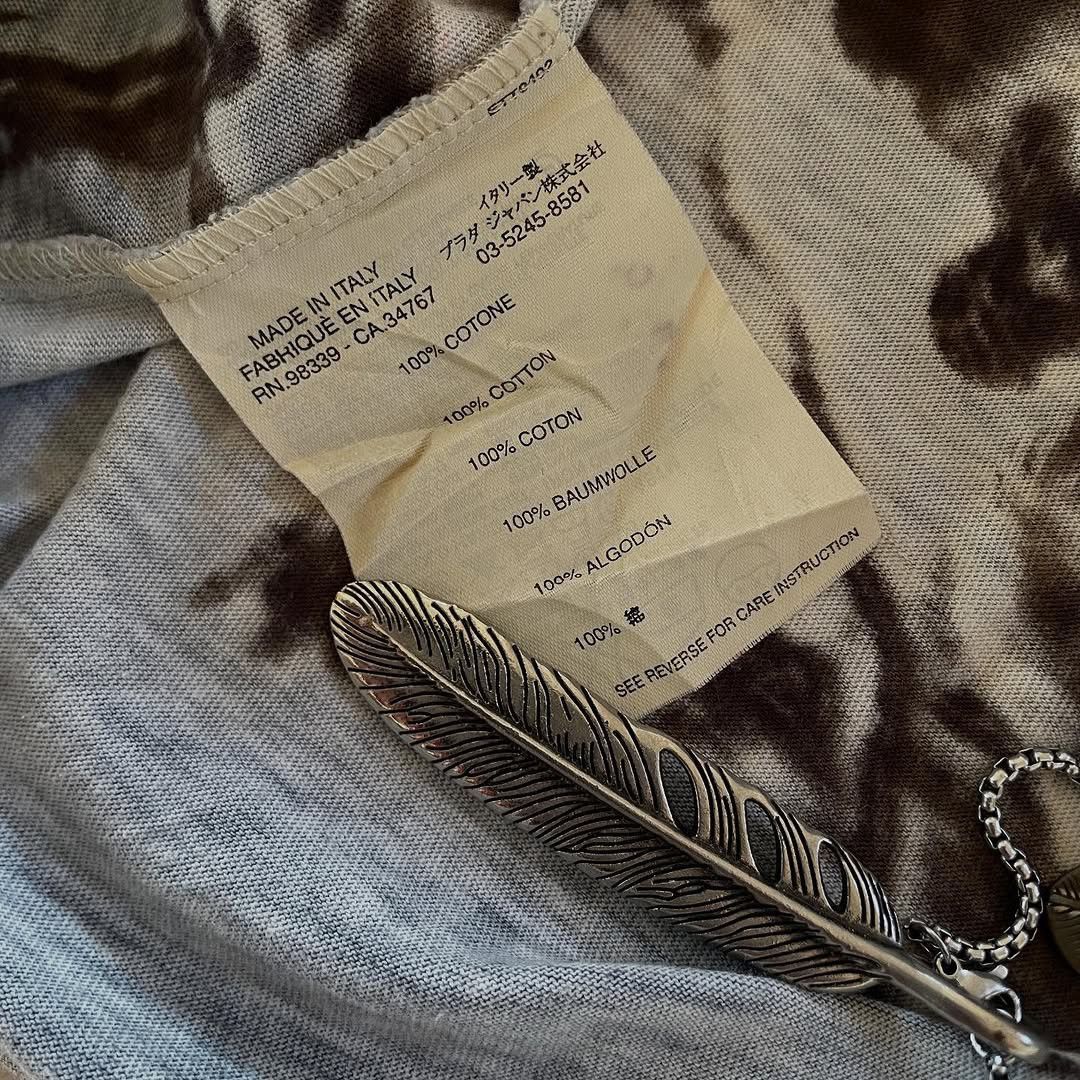 イタリー製
プラダ ジャパン株式会社
03-5245-8581
MADE IN ITALY
FABRIQUÈ EN ITALY
RN.98339 - CA.34767
100% COTONE
100% COTTON
100% COTON
100% BAUMWOLLE
100% ALGODÓN
100%
SEE REVERSE FOR CARE INSTRUCTION